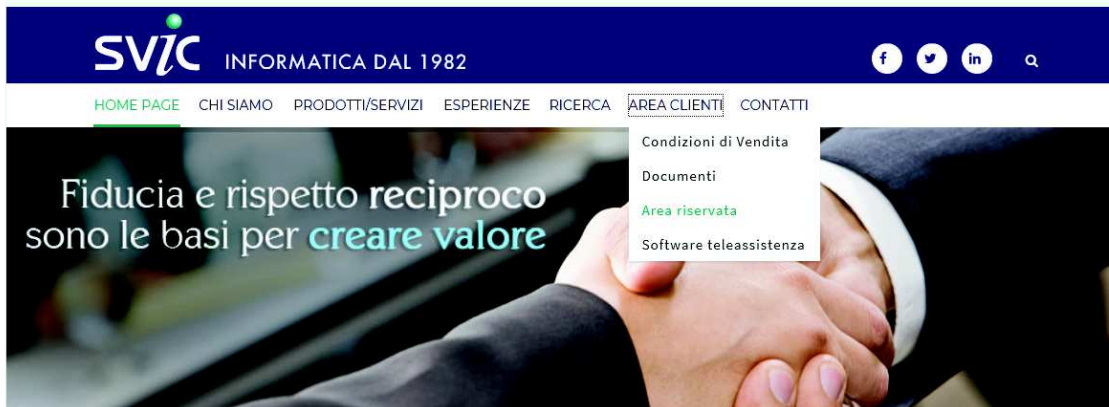 SViC INFORMATICA DAL 1982
HOME PAGE CHI SIAMO PRODOTTI/SERVIZI ESPERIENZE RICERCA AREA CLIENTI CONTATTI
Condizioni di Vendita
Documenti
Area riservata
Software teleassistenza
Fiducia e rispetto reciproco
sono le basi per creare valore